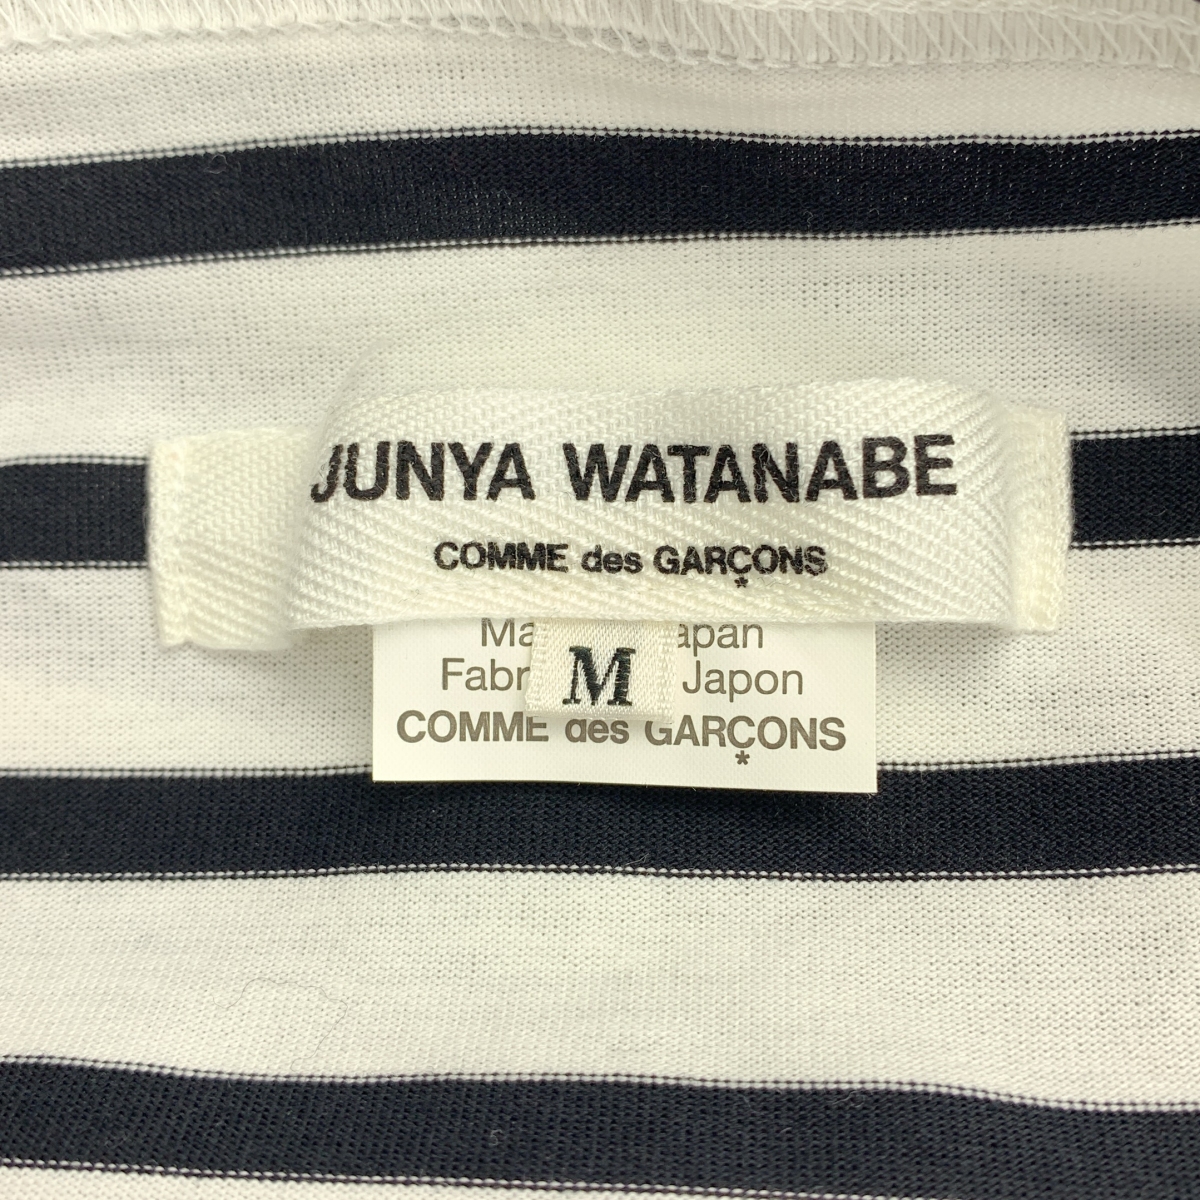 JUNYA WATANABE
COMME des GARÇONS
*
Ma apan
M
Fabr Japon
COMME des GARÇONS
*